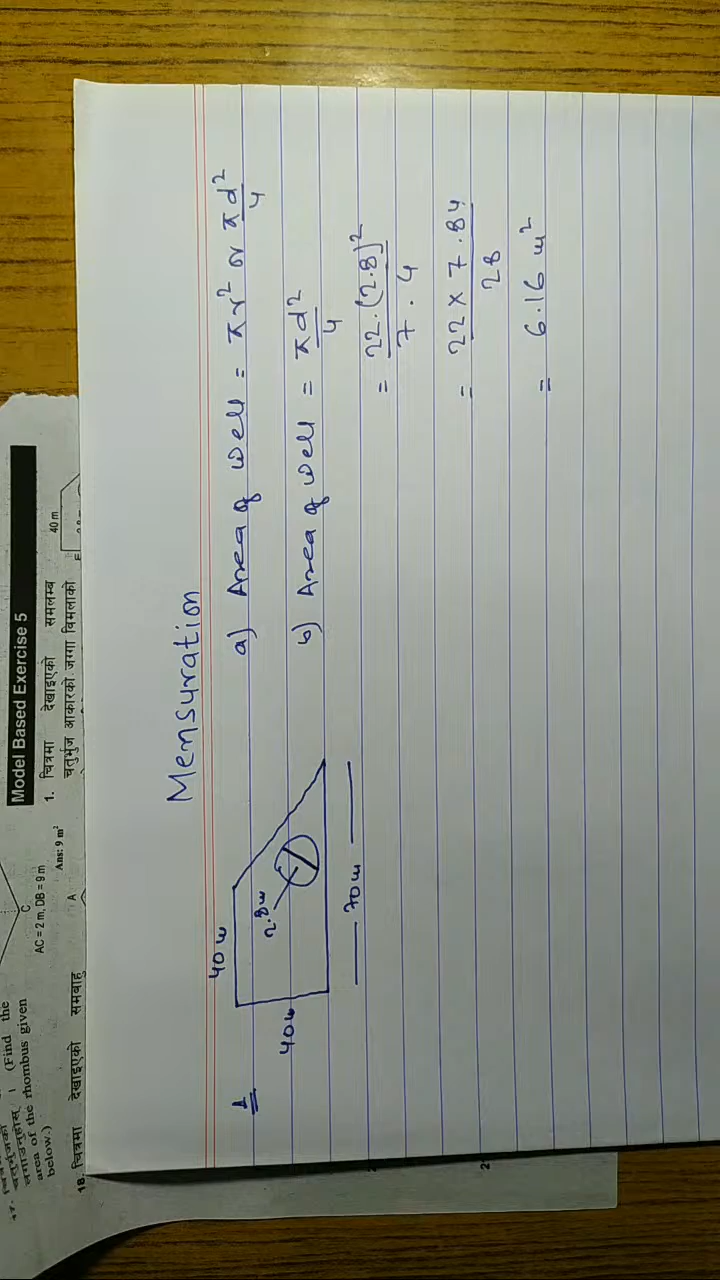 area of the rhombus given
below.)
AC = 2 m, DB = 9 m
Ans: 9 m²
18. चित्रमा देखाइएको समबाहु
A
C
Model Based Exercise 5
1. चित्रमा देखाइएको समलम्ब
चतुर्भुज आकारको जग्गा विमलाको
40 m
E
Mensuration
1
40m
40m
2.8m
70m
a) Area of well = πr² or πd²/4
b) Area of well = πd²/4
= 22.(2.8)²/7.4
= 22 x 7.84/28
= 6.16 m²